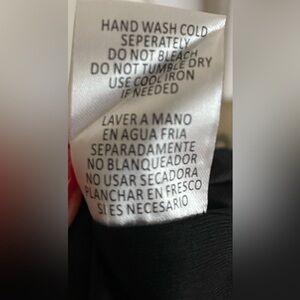 HAND WASH COLD
SEPERATELY
DO NOT BLEACH
DO NOT TUMBLE DRY
USE COOL IRON
IF NEEDED
LAVER A MANO
EN AGUA FRIA
SEPARADAMENTE
NO BLANQUEADOR
NO USAR SECADORA
PLANCHAR EN FRESCO
SI ES NECESARIO